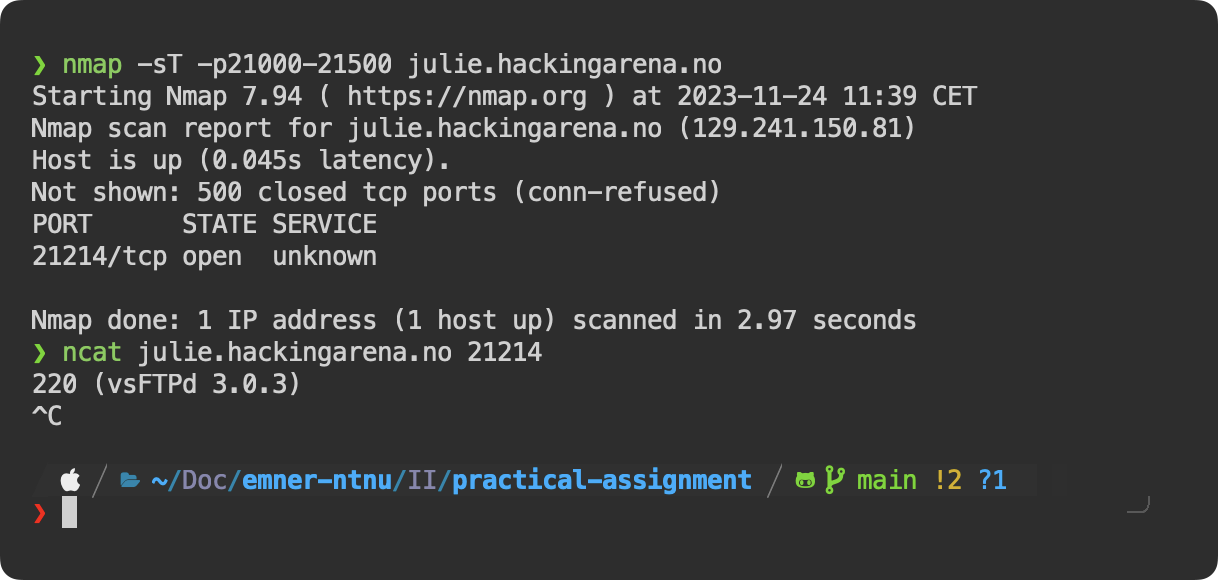 ❯ nmap -sT -p21000-21500 julie.hackingarena.no
Starting Nmap 7.94 ( https://nmap.org ) at 2023-11-24 11:39 CET
Nmap scan report for julie.hackingarena.no (129.241.150.81)
Host is up (0.045s latency).
Not shown: 500 closed tcp ports (conn-refused)
PORT      STATE SERVICE
21214/tcp open  unknown
Nmap done: 1 IP address (1 host up) scanned in 2.97 seconds
❯ ncat julie.hackingarena.no 21214
220 (vsFTPd 3.0.3)
^C
~/Doc/emner-ntnu/II/practical-assignment main !2 ?1
❯